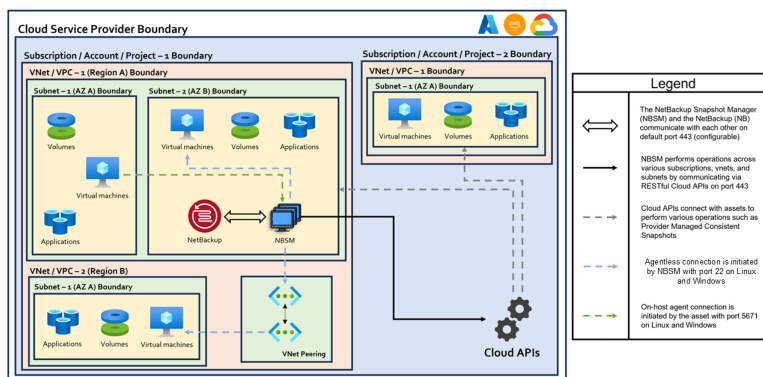 Cloud Service Provider Boundary
aws
Subscription / Account / Project – 1 Boundary
VNet / VPC – 1 (Region A) Boundary
Subnet – 1 (AZ A) Boundary
Volumes
Virtual machines
Applications
Subnet – 2 (AZ B) Boundary
Virtual machines
Volumes
Applications
NetBackup
NBSM
VNet / VPC – 2 (Region B)
Subnet – 1 (AZ A) Boundary
Applications
Volumes
Virtual machines
VNet Peering
Subscription / Account/Project – 2 Boundary
VNet / VPC – 1 Boundary
Subnet – 1 (AZ A) Boundary
Virtual machines
Volumes
Applications
Cloud APIs
Legend
The NetBackup Snapshot Manager
(NBSM) and the NetBackup (NB)
communicate with each other on
default port 443 (configurable)
NBSM performs operations across
various subscriptions, vnets, and
subnets by communicating via
RESTful Cloud APIs on port 443
Cloud APIs connect with assets to
perform various operations such as
Provider Managed Consistent
Snapshots
Agentless connection is initiated
by NBSM with port 22 on Linux
and Windows
On-host agent connection is
initiated by the asset with port 5671
on Linux and Windows